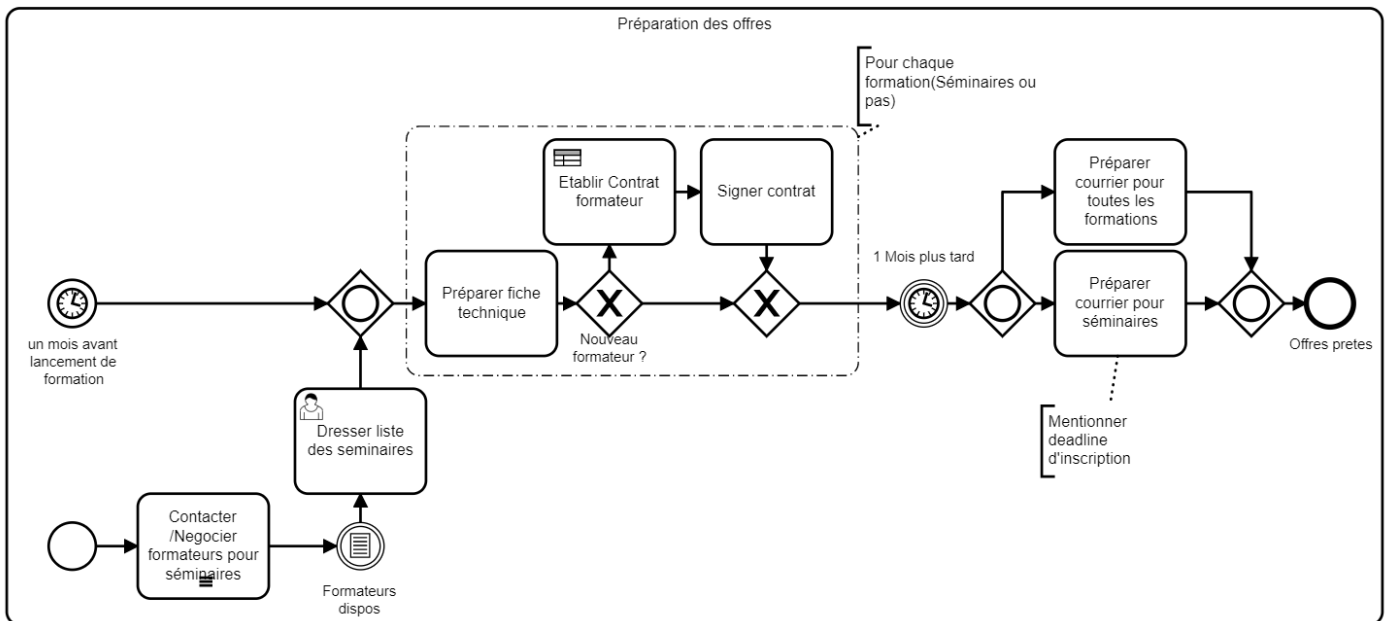 Préparation des offres
Pour chaque
formation(Séminaires ou
pas)
Etablir Contrat
formateur
Signer contrat
Préparer
courrier pour
toutes les
formations
1 Mois plus tard
Préparer fiche
technique
Préparer
courrier pour
séminaires
un mois avant
lancement de
formation
Nouveau
formateur ?
Offres pretes
Dresser liste
des seminaires
Mentionner
deadline
d'inscription
Contacter
/Negocier
formateurs pour
séminaires
Formateurs
dispos